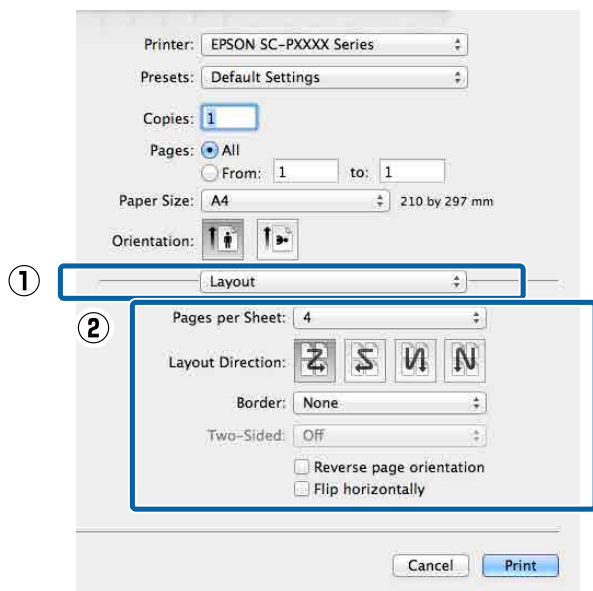 Printer: EPSON SC-PXXXX Series
Presets: Default Settings
Copies: 1
Pages: All
From: 1 to: 1
Paper Size: A4 210 by 297 mm
Orientation:
① Layout
②
Pages per Sheet: 4
Layout Direction:
Border: None
Two-Sided: Off
Reverse page orientation
Flip horizontally
Cancel Print